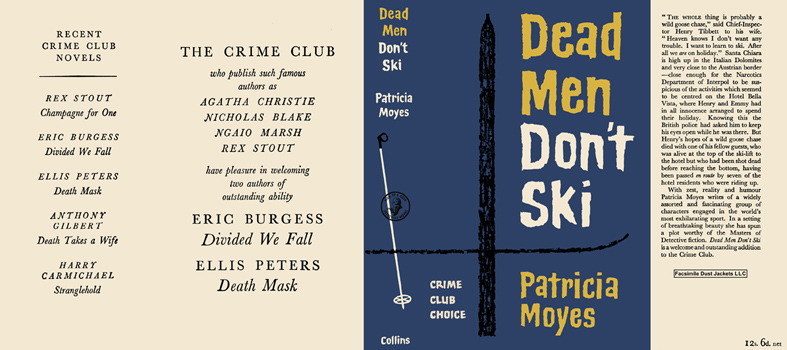 RECENT
CRIME CLUB
NOVELS
REX STOUT
Champagne for One
ERIC BURGESS
Divided We Fall
ELLIS PETERS
Death Mask
ANTHONY
GILBERT
Death Takes a Wife
HARRY
CARMICHAEL
Stranglehold
THE CRIME CLUB
who publish such famous
authors as
AGATHA CHRISTIE
NICHOLAS BLAKE
NGAIO MARSH
REX STOUT
have pleasure in welcoming
two authors of
outstanding ability
ERIC BURGESS
Divided We Fall
ELLIS PETERS
Death Mask
Dead
Men
Don't
Ski
Patricia
Moyes
Collins
Dead
Men
Don't
Ski
CRIME
CLUB
CHOICE
Patricia
Moyes
"THE WHOLE thing is probably a
wild goose chase," said Chief-Inspec-
tor Henry Tibbett to his wife.
"Heaven knows I don't want any
trouble. I want to learn to ski. After
all we are on holiday." Santa Chiara
is high up in the Italian Dolomites
and very close to the Austrian border
—close enough for the Narcotics
Department of Interpol to be sus-
picious of the activities which seemed
to be centred on the Hotel Bella
Vista, where Henry and Emmy had
in all innocence arranged to spend
their holiday. Knowing this the
British police had asked him to keep
his eyes open while he was there. But
Henry's hopes of a wild goose chase
died with one of his fellow guests, who
was alive at the top of the ski-lift to
the hotel but who had been shot dead
before reaching the bottom, having
been passed en route by seven of the
hotel residents who were riding up.
With zest, reality and humour
Patricia Moyes writes of a widely
assorted and fascinating group of
characters engaged in the world's
most exhilarating sport. In a setting
of breathtaking beauty she has spun
a plot worthy of the Masters of
Detective fiction. Dead Men Don't Ski
is a welcome and outstanding addition
to the Crime Club.
Facsimile Dust Jackets LLC
12s. 6d. net